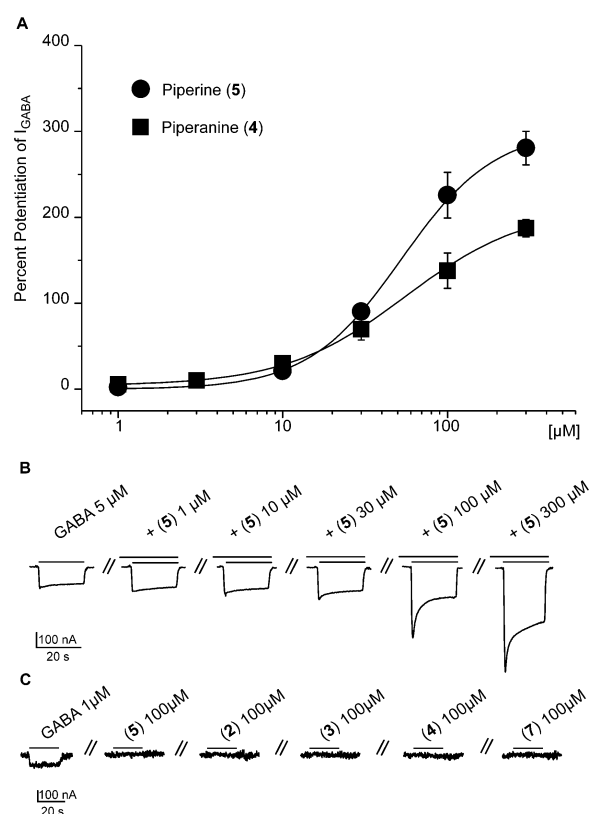 A
400
300
200
100
0
Percent Potentiation of I_GABA
Piperine (5)
Piperanine (4)
1
10
100
[µM]
B
GABA 5 µM
+ (5) 1 µM
+ (5) 10 µM
+ (5) 30 µM
+ (5) 100 µM
+ (5) 300 µM
//
//
//
//
//
100 nA
20 s
C
GABA 1µM
(5) 100µM
(2) 100µM
(3) 100µM
(4) 100µM
(7) 100µM
//
//
//
//
//
100 nA
20 s